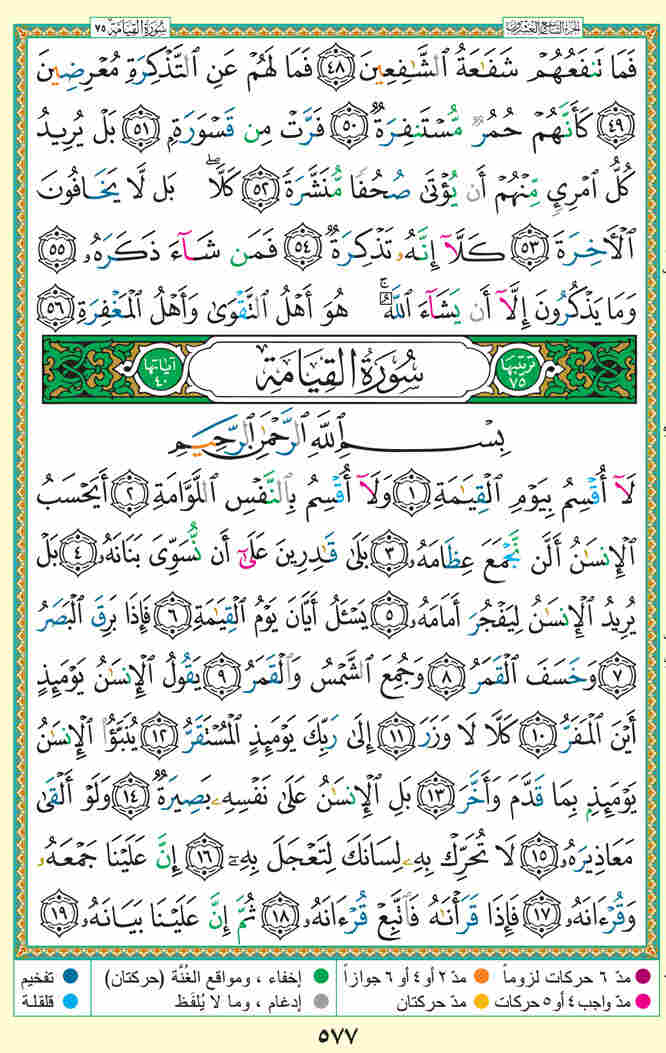 الجزء التاسع والعشرون سُورَةُ القِيَامَة ٧٥
فَمَا تَنفَعُهُمْ شَفَٰعَةُ ٱلشَّٰفِعِينَ ٤٨ فَمَا لَهُمْ عَنِ ٱلتَّذْكِرَةِ مُعْرِضِينَ
٤٩ كَأَنَّهُمْ حُمُرٌ مُّسْتَنفِرَةٌ ٥٠ فَرَّتْ مِن قَسْوَرَةٍۭ ٥١ بَلْ يُرِيدُ
كُلُّ ٱمْرِئٍ مِّنْهُمْ أَن يُؤْتَىٰ صُحُفًا مُّنَشَّرَةً ٥٢ كَلَّاۖ بَل لَّا يَخَافُونَ
ٱلْأَخِرَةَ ٥٣ كَلَّآ إِنَّهُۥ تَذْكِرَةٌ ٥٤ فَمَن شَآءَ ذَكَرَهُۥ ٥٥
وَمَا يَذْكُرُونَ إِلَّآ أَن يَشَآءَ ٱللَّهُۚ هُوَ أَهْلُ ٱلتَّقْوَىٰ وَأَهْلُ ٱلْمَغْفِرَةِ ٥٦
ترتيبها ٧٥ سُورَةُ القِيَامَةِ آياتها ٤٠
بِسْمِ ٱللَّهِ ٱلرَّحْمَٰنِ ٱلرَّحِيمِ
لَآ أُقْسِمُ بِيَوْمِ ٱلْقِيَٰمَةِ ١ وَلَآ أُقْسِمُ بِٱلنَّفْسِ ٱللَّوَّامَةِ ٢ أَيَحْسَبُ
ٱلْإِنسَٰنُ أَلَّن نَّجْمَعَ عِظَامَهُۥ ٣ بَلَىٰ قَٰدِرِينَ عَلَىٰٓ أَن نُّسَوِّىَ بَنَانَهُۥ ٤ بَلْ
يُرِيدُ ٱلْإِنسَٰنُ لِيَفْجُرَ أَمَامَهُۥ ٥ يَسْـَٔلُ أَيَّانَ يَوْمُ ٱلْقِيَٰمَةِ ٦ فَإِذَا بَرِقَ ٱلْبَصَرُ
٧ وَخَسَفَ ٱلْقَمَرُ ٨ وَجُمِعَ ٱلشَّمْسُ وَٱلْقَمَرُ ٩ يَقُولُ ٱلْإِنسَٰنُ يَوْمَئِذٍ
أَيْنَ ٱلْمَفَرُّ ١٠ كَلَّا لَا وَزَرَ ١١ إِلَىٰ رَبِّكَ يَوْمَئِذٍ ٱلْمُسْتَقَرُّ ١٢ يُنَبَّؤُا۟ ٱلْإِنسَٰنُ
يَوْمَئِذٍۭ بِمَا قَدَّمَ وَأَخَّرَ ١٣ بَلِ ٱلْإِنسَٰنُ عَلَىٰ نَفْسِهِۦ بَصِيرَةٌ ١٤ وَلَوْ أَلْقَىٰ
مَعَاذِيرَهُۥ ١٥ لَا تُحَرِّكْ بِهِۦ لِسَانَكَ لِتَعْجَلَ بِهِۦٓ ١٦ إِنَّ عَلَيْنَا جَمْعَهُۥ
وَقُرْءَانَهُۥ ١٧ فَإِذَا قَرَأْنَٰهُ فَٱتَّبِعْ قُرْءَانَهُۥ ١٨ ثُمَّ إِنَّ عَلَيْنَا بَيَانَهُۥ ١٩
مدّ ٦ حركات لزوماً مدّ ٢ أو ٤ أو ٦ جوازاً إخفاء ، ومواقع الغُنَّة (حركتان) تفخيم
مدّ واجب ٤ أو ٥ حركات مدّ حركتان إدغام ، وما لا يُلفَظ قلقلة
٥٧٧